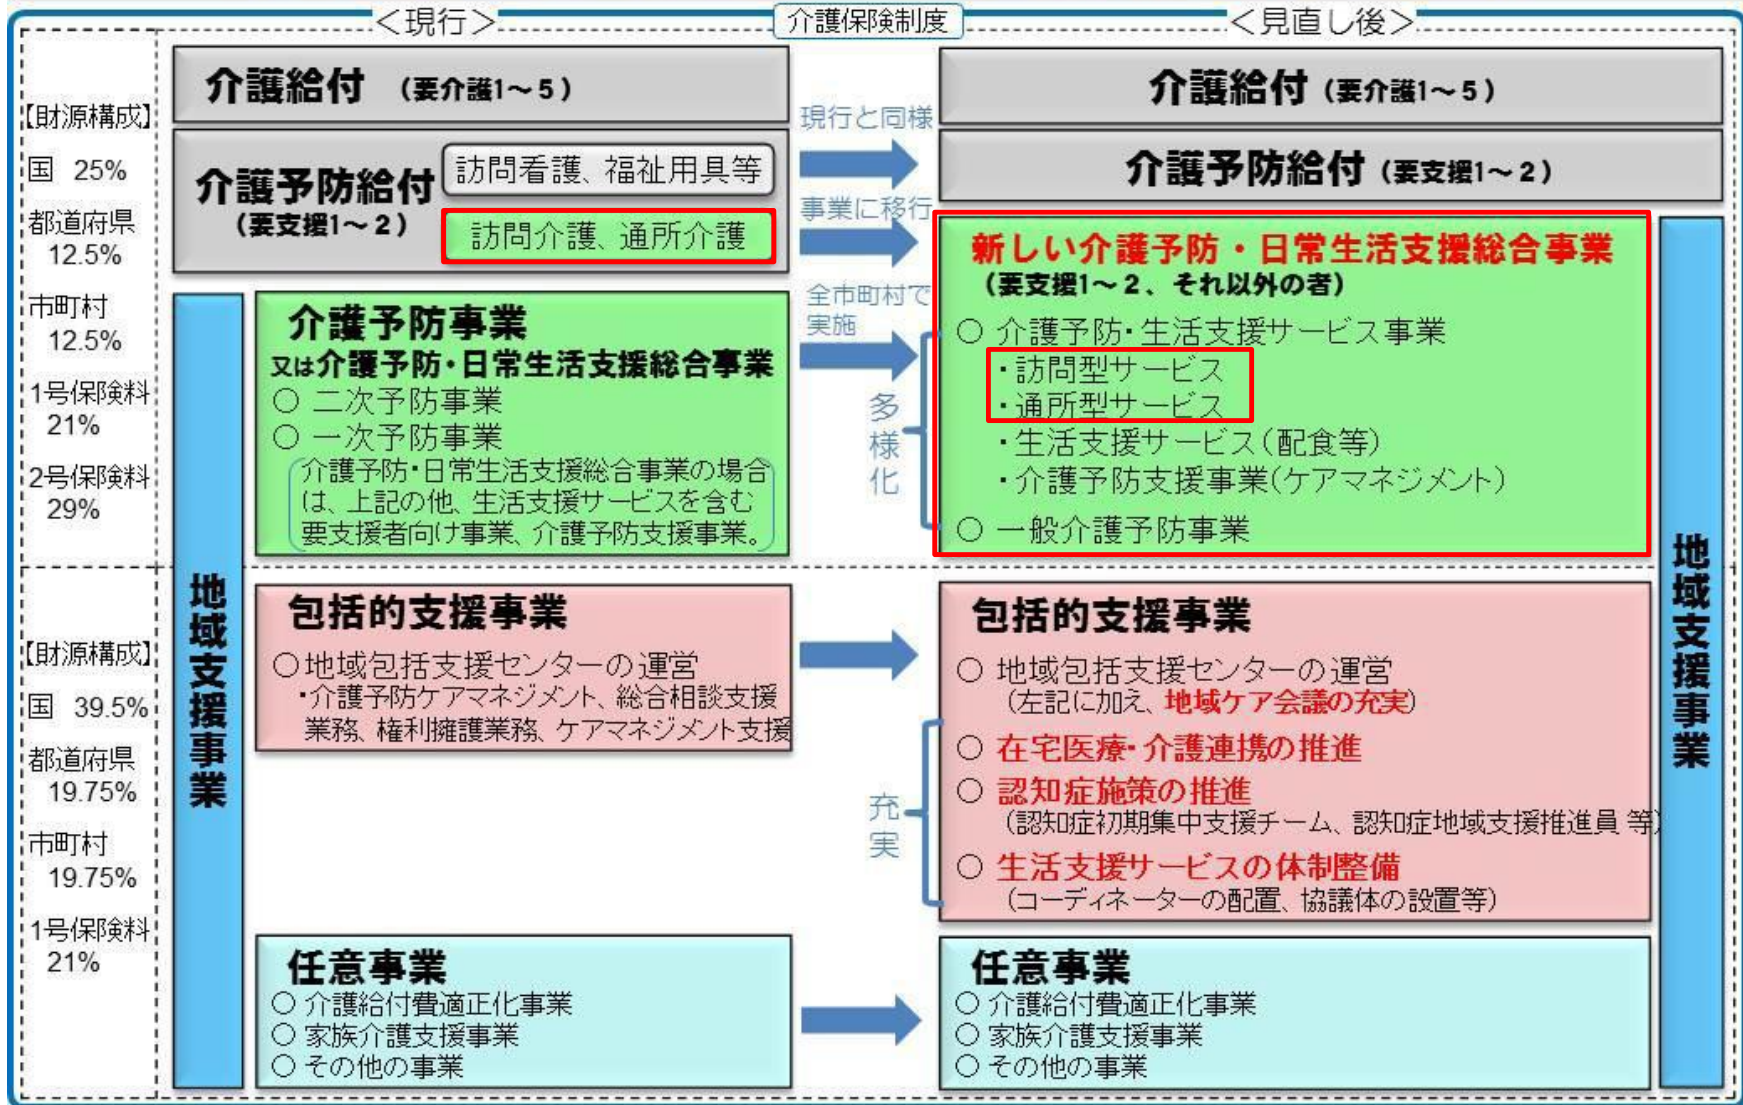 ＜現行＞
介護保険制度
＜見直し後＞
【財源構成】
国 25%
都道府県
12.5%
市町村
12.5%
1号保険料
21%
2号保険料
29%
【財源構成】
国 39.5%
都道府県
19.75%
市町村
19.75%
1号保険料
21%
介護給付 （要介護1～5）
介護予防給付
（要支援1～2）
訪問看護、福祉用具等
訪問介護、通所介護
地域支援事業
介護予防事業
又は介護予防・日常生活支援総合事業
○ 二次予防事業
○ 一次予防事業
介護予防・日常生活支援総合事業の場合
は、上記の他、生活支援サービスを含む
要支援者向け事業、介護予防支援事業。
包括的支援事業
○地域包括支援センターの運営
・介護予防ケアマネジメント、総合相談支援
業務、権利擁護業務、ケアマネジメント支援
任意事業
○ 介護給付費適正化事業
○ 家族介護支援事業
○ その他の事業
現行と同様
事業に移行
全市町村で
実施
多様化
充実
介護給付（要介護1～5）
介護予防給付（要支援1～2）
新しい介護予防・日常生活支援総合事業
（要支援1～2、それ以外の者）
○ 介護予防・生活支援サービス事業
・訪問型サービス
・通所型サービス
・生活支援サービス（配食等）
・介護予防支援事業（ケアマネジメント）
○ 一般介護予防事業
包括的支援事業
○ 地域包括支援センターの運営
（左記に加え、地域ケア会議の充実）
○ 在宅医療・介護連携の推進
○ 認知症施策の推進
（認知症初期集中支援チーム、認知症地域支援推進員 等）
○ 生活支援サービスの体制整備
（コーディネーターの配置、協議体の設置等）
任意事業
○ 介護給付費適正化事業
○ 家族介護支援事業
○ その他の事業
地域支援事業